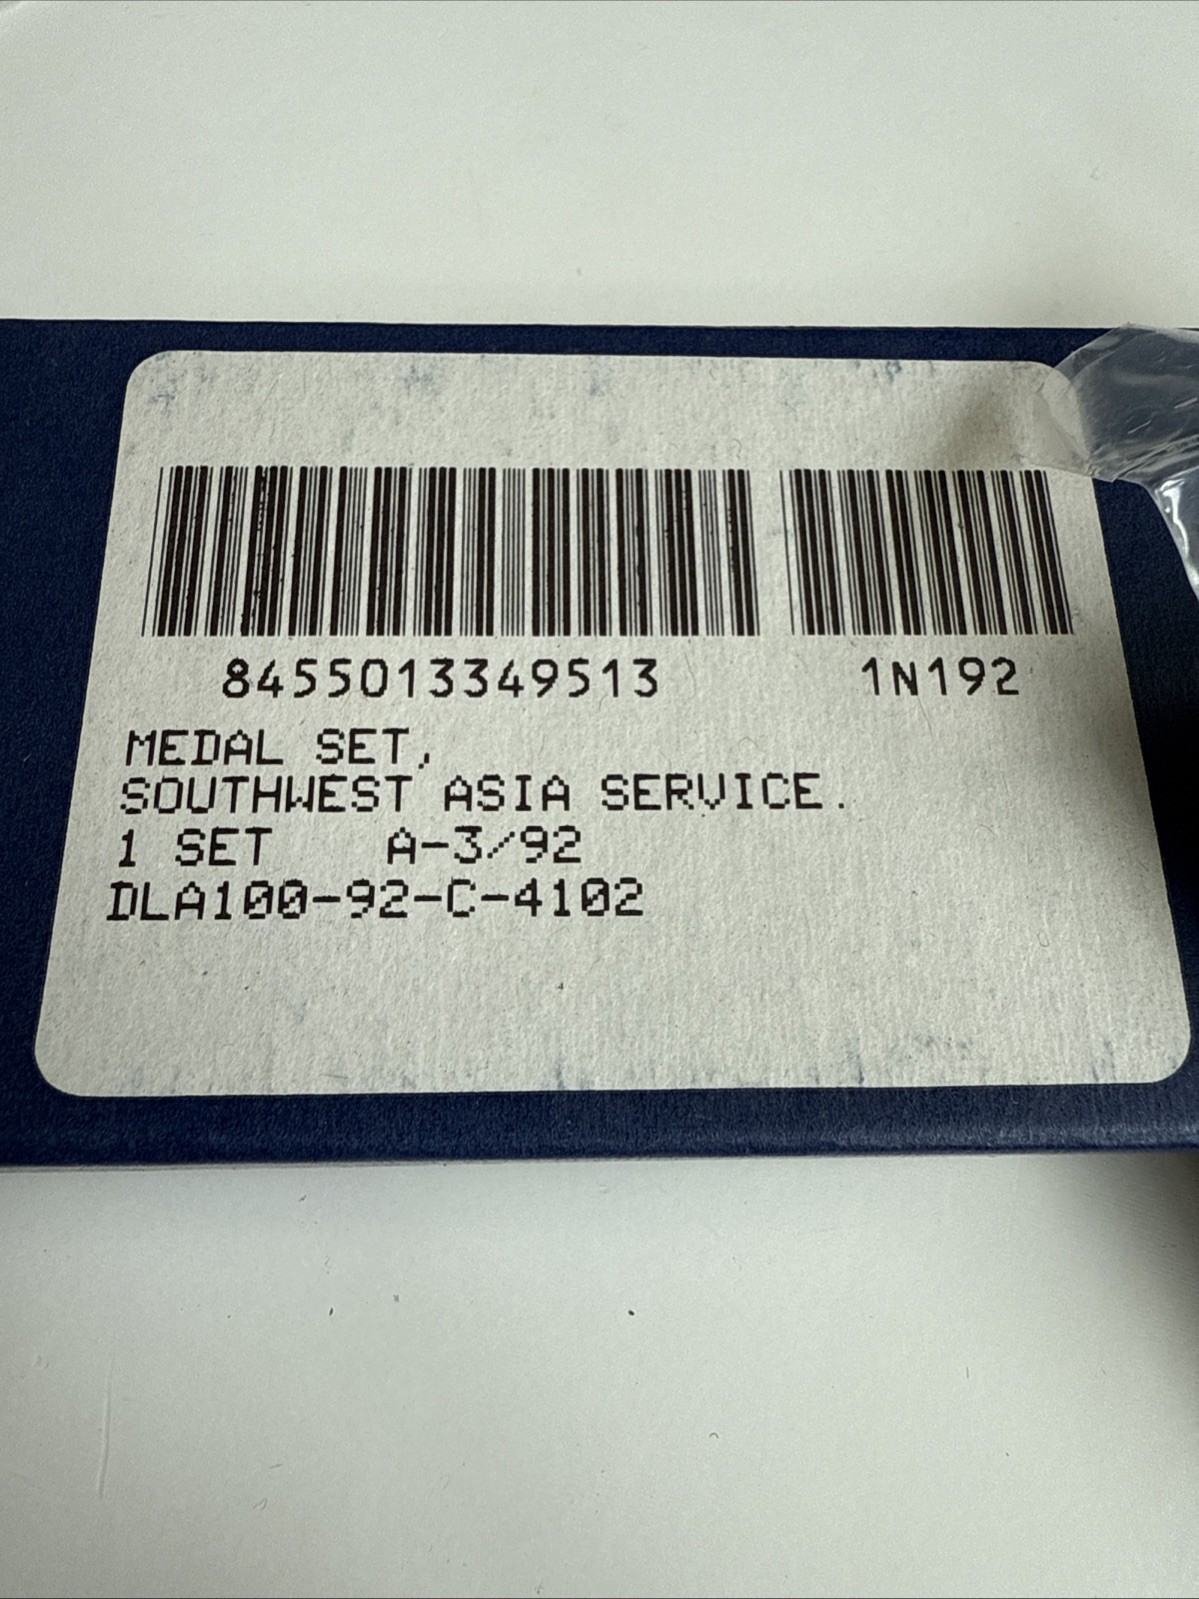 8455013349513 1N192
MEDAL SET,
SOUTHWEST ASIA SERVICE.
1 SET A-3/92
DLA100-92-C-4102